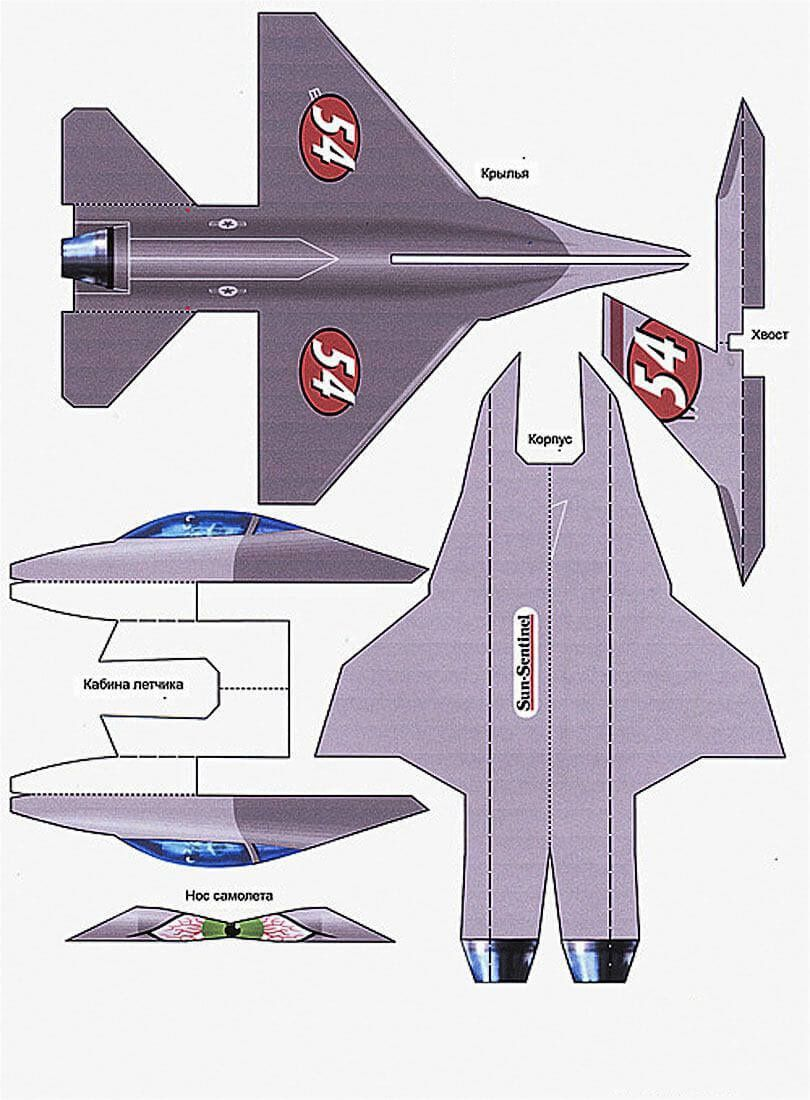 54
Крылья
54
Хвост
54
Корпус
Sun-Sentinel
Кабина летчика
Нос самолета